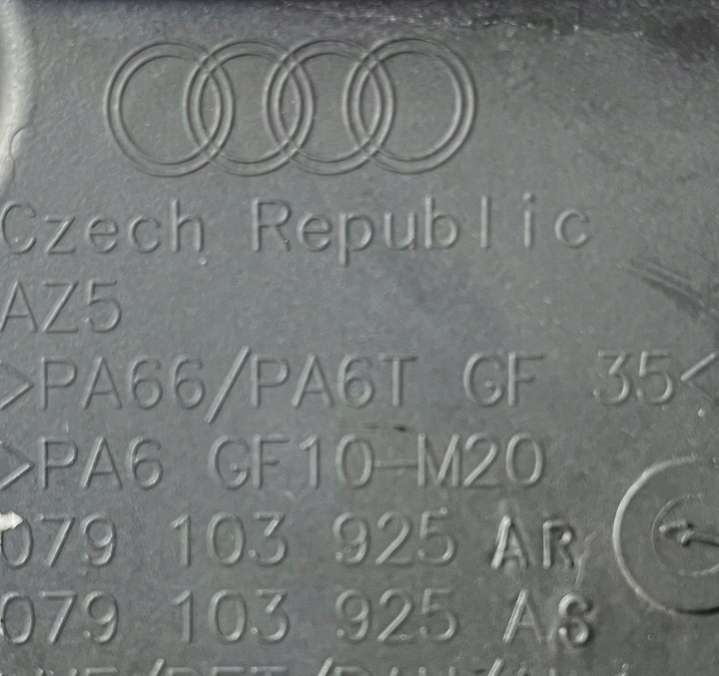 Czech Republic
AZ5
>PA66/PA6T GF 35<
>PA6 GF10-M20
079 103 925 AR
079 103 925 AS